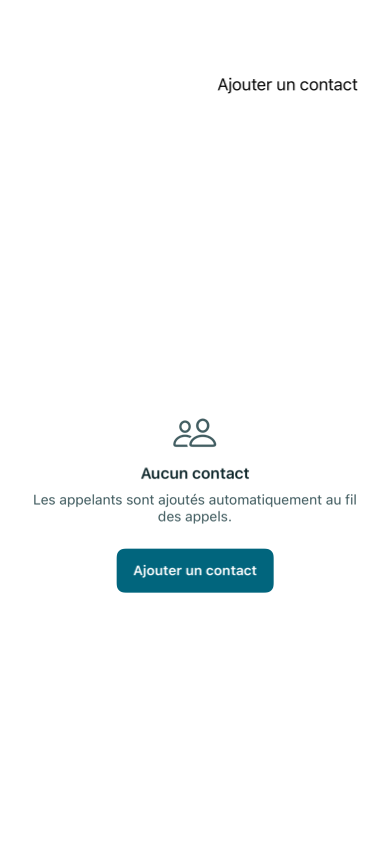 Ajouter un contact
Aucun contact
Les appelants sont ajoutés automatiquement au fil
des appels.
Ajouter un contact